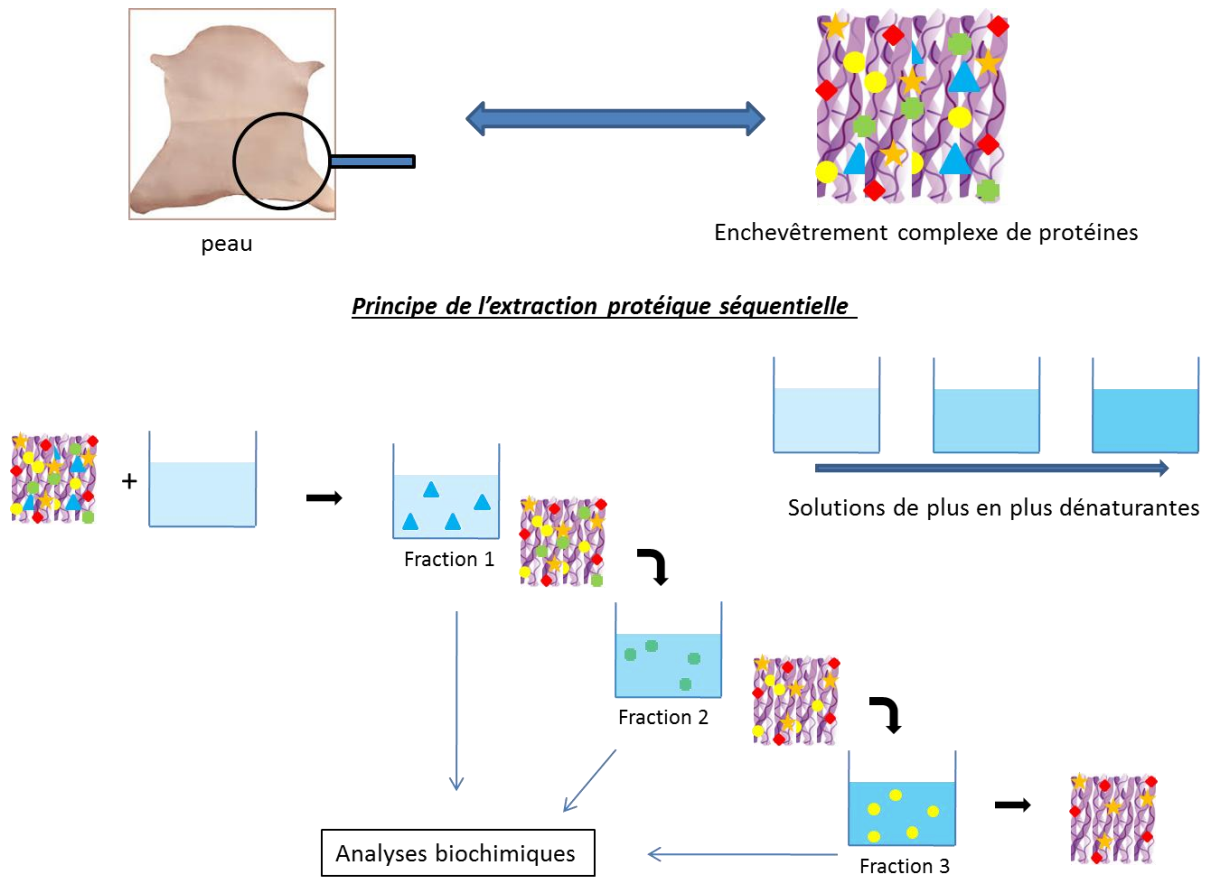 peau
Enchevêtrement complexe de protéines
Principe de l'extraction protéique séquentielle
+
Solutions de plus en plus dénaturantes
Fraction 1
Fraction 2
Fraction 3
Analyses biochimiques